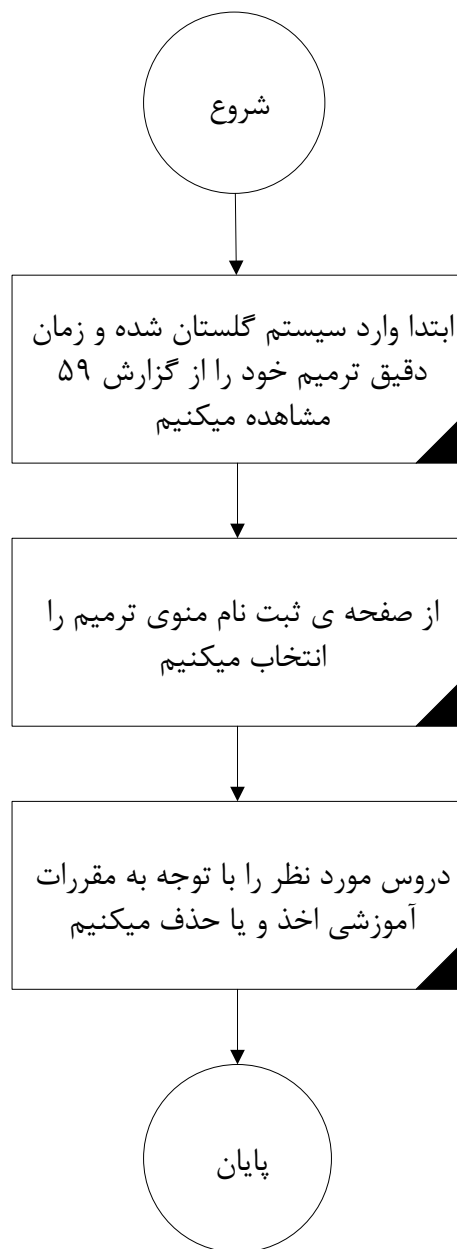 شروع
ابتدا وارد سیستم گلستان شده و زمان
دقیق ترمیم خود را از گزارش ۵۹
مشاهده میکنیم
از صفحه ی ثبت نام منوی ترمیم را
انتخاب میکنیم
دروس مورد نظر را با توجه به مقررات
آموزشی اخذ و یا حذف میکنیم
پایان